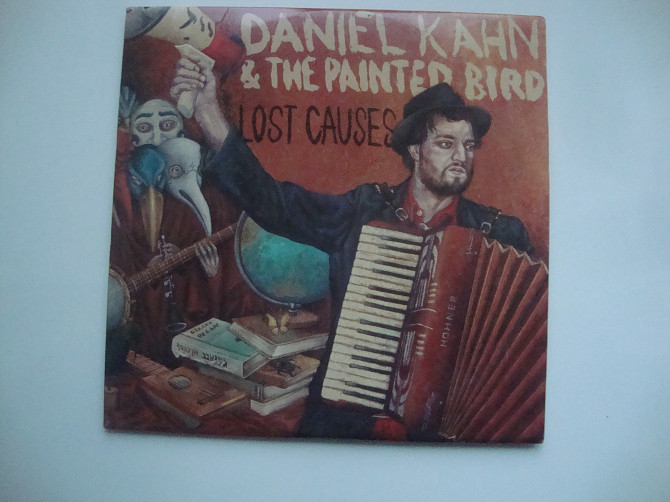 DANIEL KAHN
& THE PAINTED BIRD
LOST CAUSES
HOHNER